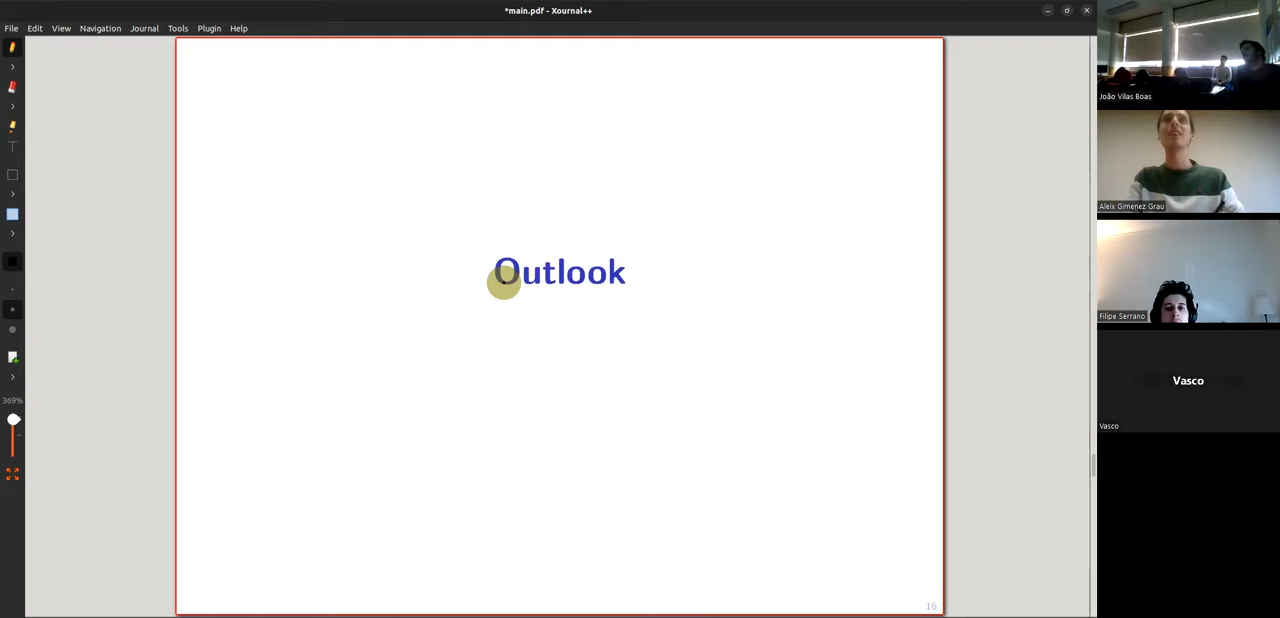 *main.pdf - Xournal++
File Edit View Navigation Journal Tools Plugin Help
369%
Outlook
16
João Vilas Boas
Aleix Gimenez Grau
Filipe Serrano
Vasco
Vasco